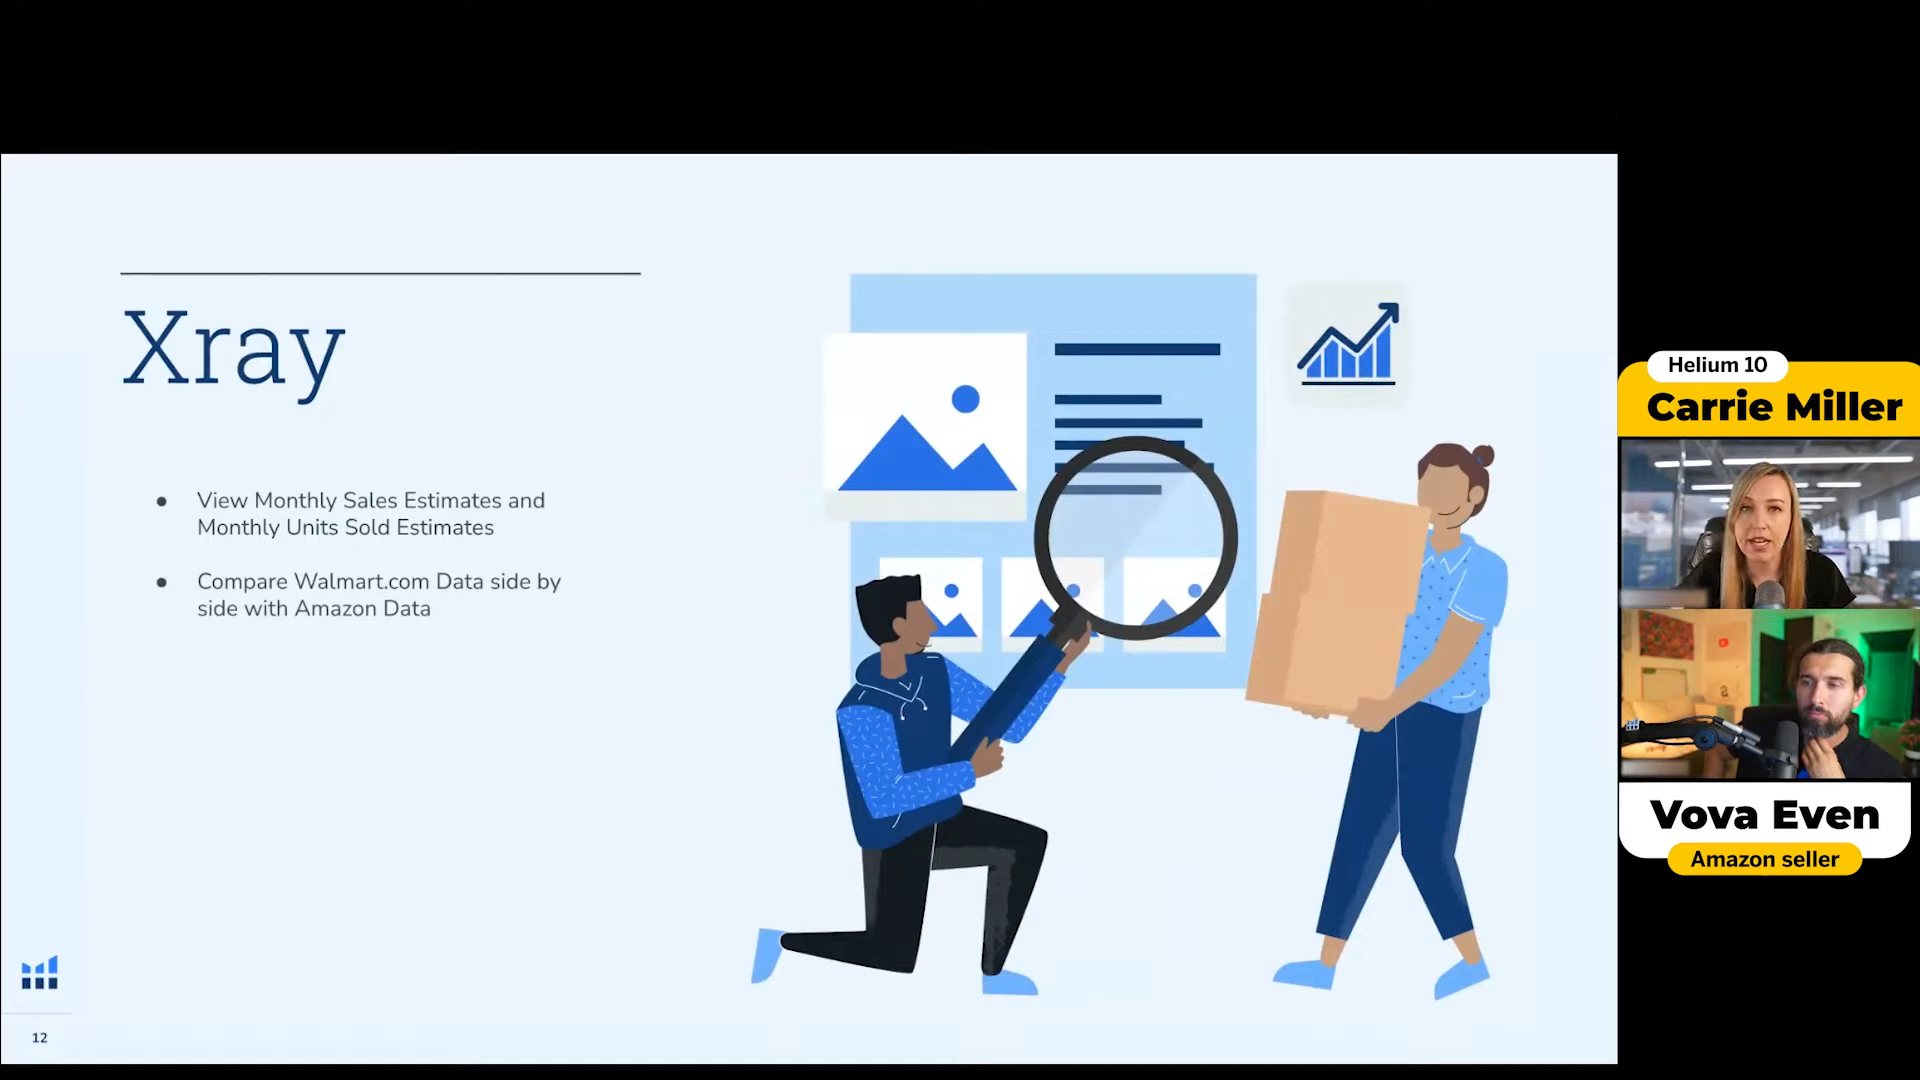 Xray
● View Monthly Sales Estimates and
Monthly Units Sold Estimates
● Compare Walmart.com Data side by
side with Amazon Data
12
Helium 10
Carrie Miller
Vova Even
Amazon seller